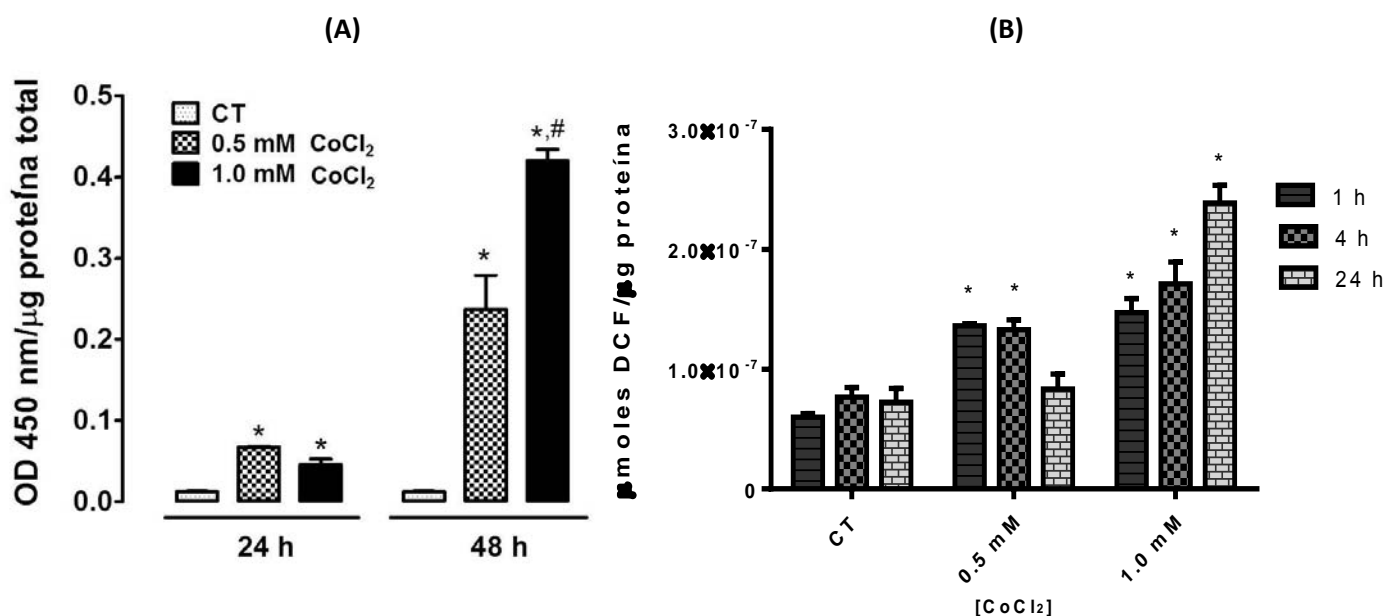 (A)
OD 450 nm/µg proteína total
0.5
0.4
0.3
0.2
0.1
0.0
CT
0.5 mM CoCl₂
1.0 mM CoCl₂
*
*
*
*,#
24 h
48 h
(B)
µmoles DCF/µg proteína
3.0×10⁻⁷
2.0×10⁻⁷
1.0×10⁻⁷
0
*
*
*
*
*
1 h
4 h
24 h
CT
0.5 mM
1.0 mM
[CoCl₂]